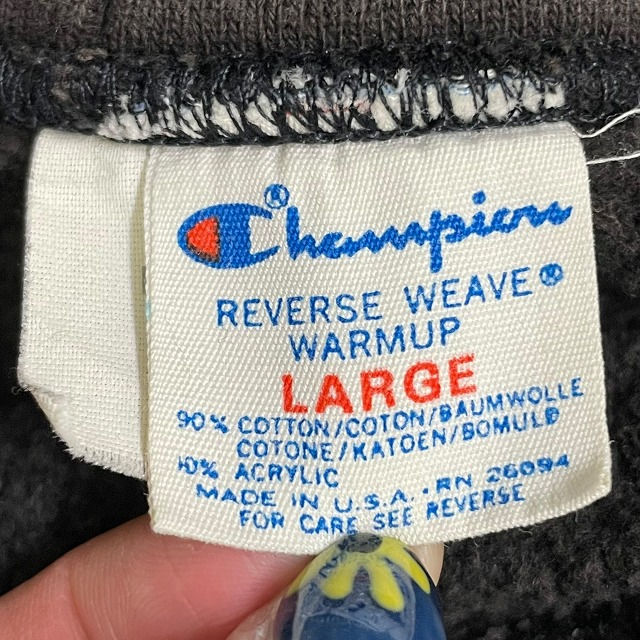 Champion®
REVERSE WEAVE®
WARMUP
LARGE
90% COTTON/COTON/BAUMWOLLE
COTONE/KATOEN/BOMULD
10% ACRYLIC
MADE IN U.S.A. · RN 26094
FOR CARE SEE REVERSE